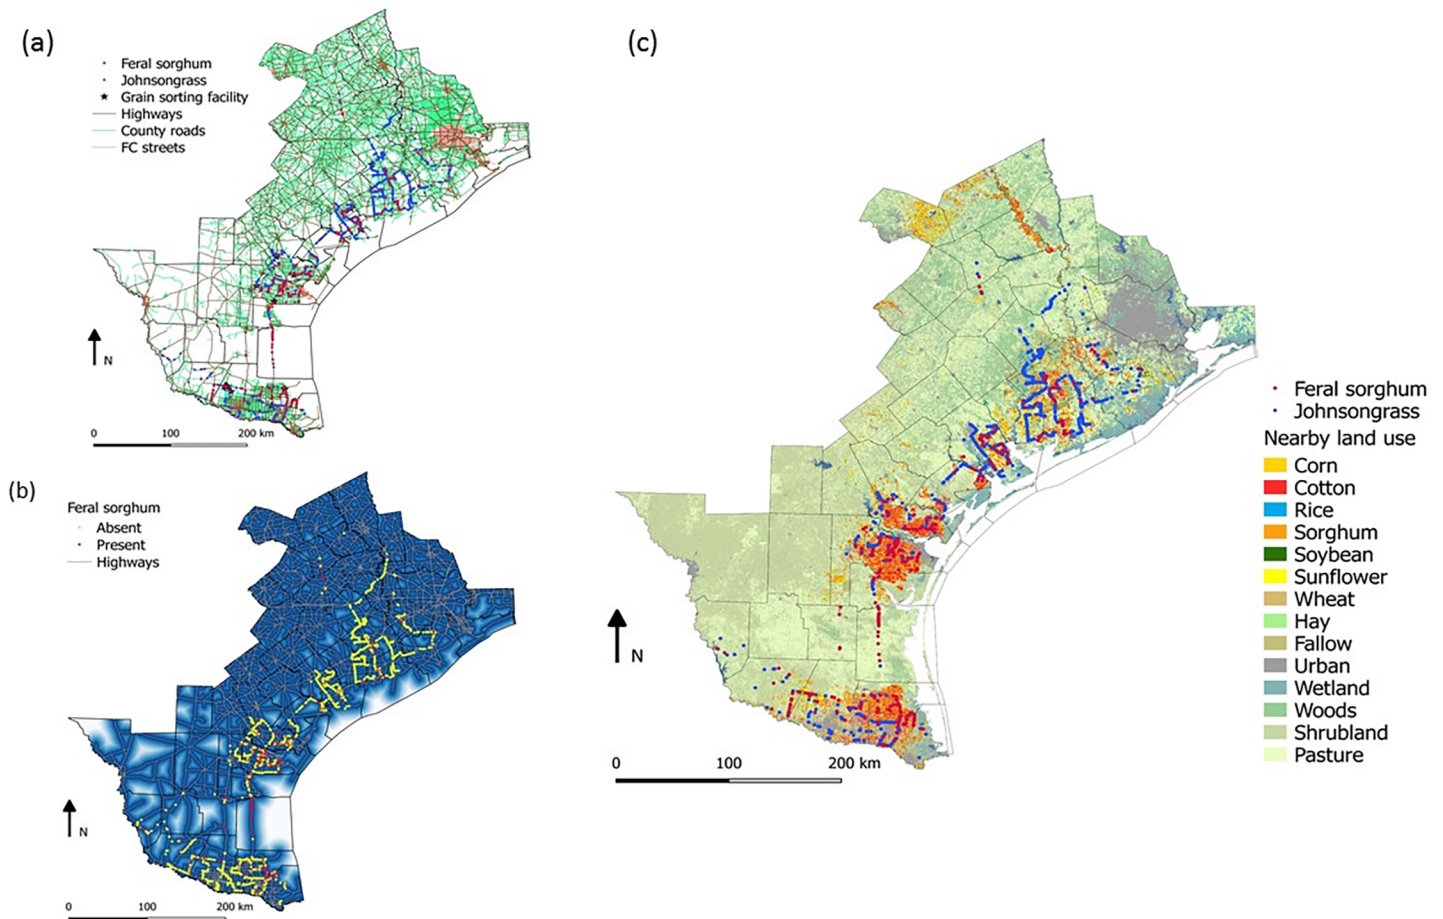 (a)
Feral sorghum
Johnsongrass
Grain sorting facility
Highways
County roads
FC streets
N
0 100 200 km
(b)
Feral sorghum
Absent
Present
Highways
N
0 100 200 km
(c)
Feral sorghum
Johnsongrass
Nearby land use
Corn
Cotton
Rice
Sorghum
Soybean
Sunflower
Wheat
Hay
Fallow
Urban
Wetland
Woods
Shrubland
Pasture
N
0 100 200 km